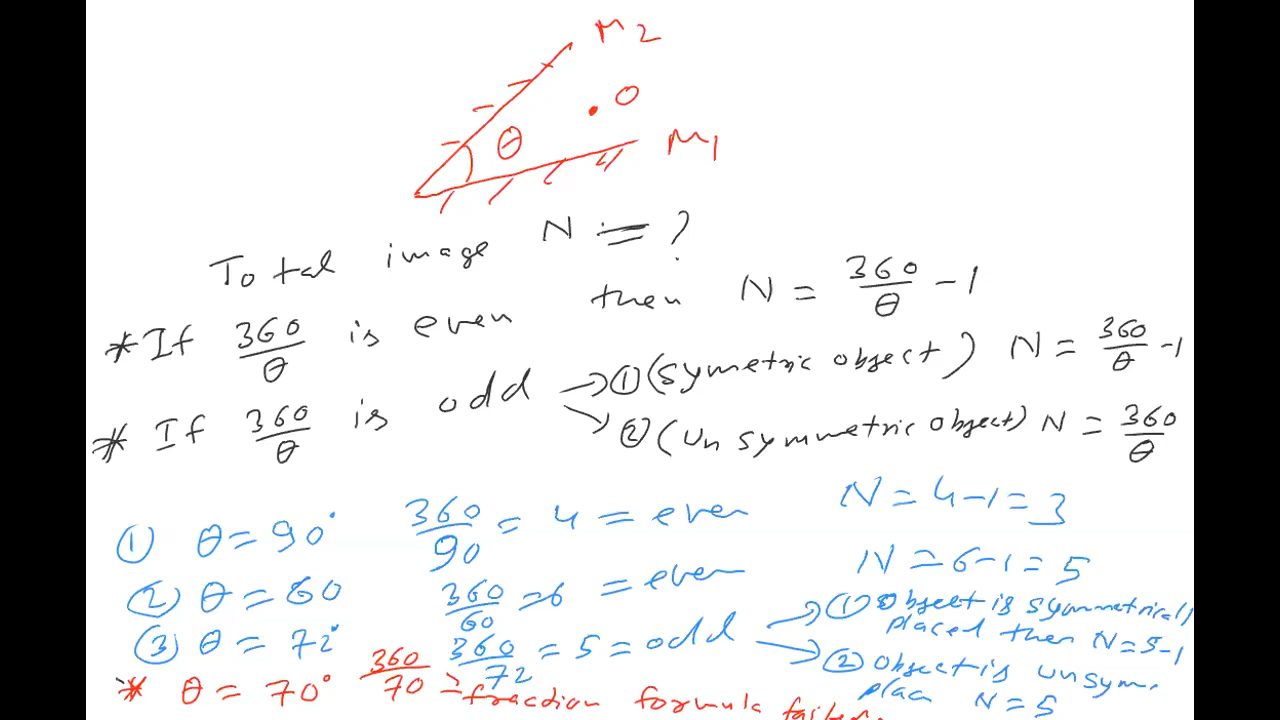 M2
O
θ
M1
Total image N = ?
* If 360/θ is even then N = 360/θ - 1
* If 360/θ is odd → ① (symetric object) N = 360/θ - 1
→ ② (un symmetric object) N = 360/θ
① θ = 90° 360/90 = 4 = even N = 4 - 1 = 3
② θ = 60 360/60 = 6 = even N = 6 - 1 = 5
③ θ = 72° 360/72 = 5 = odd → ① object is symmetrically placed then N = 5 - 1
→ ② object is unsym. plac N = 5
* θ = 70° 360/70 = fraction formula failer